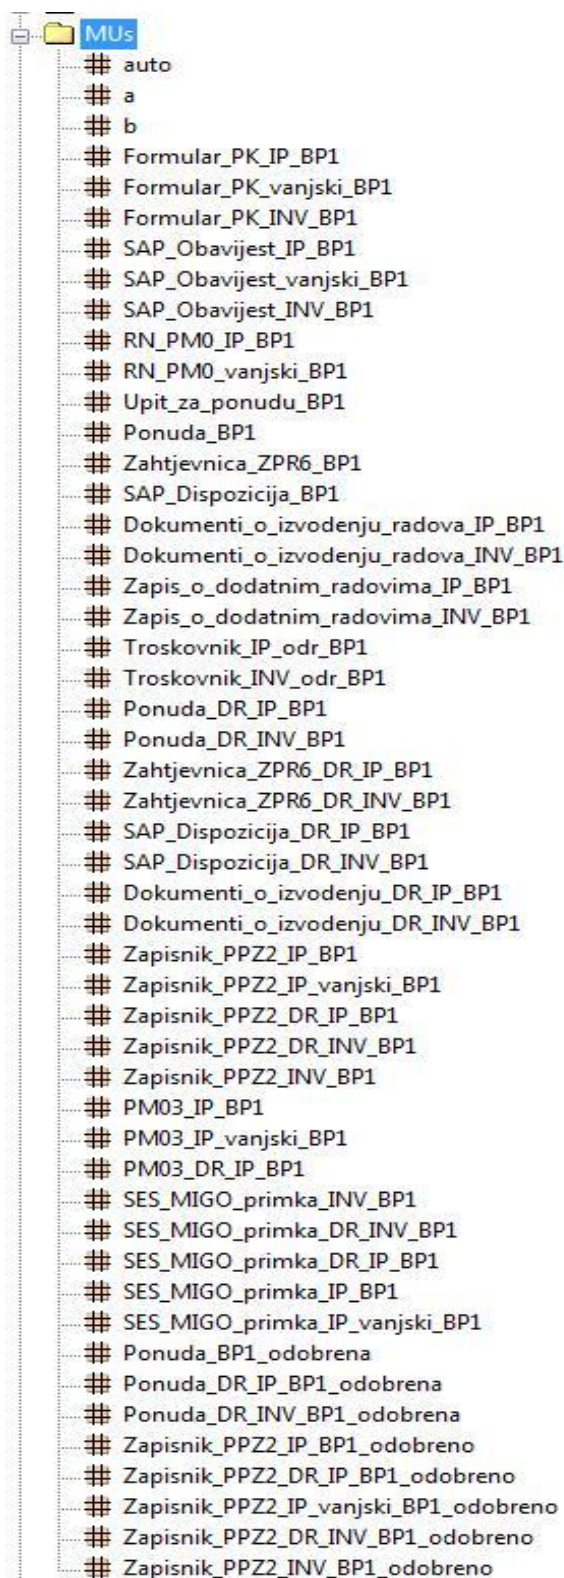 MUs
auto
a
b
Formular_PK_IP_BP1
Formular_PK_vanjski_BP1
Formular_PK_INV_BP1
SAP_Obavijest_IP_BP1
SAP_Obavijest_vanjski_BP1
SAP_Obavijest_INV_BP1
RN_PM0_IP_BP1
RN_PM0_vanjski_BP1
Upit_za_ponudu_BP1
Ponuda_BP1
Zahtjevnica_ZPR6_BP1
SAP_Dispozicija_BP1
Dokumenti_o_izvodenju_radova_IP_BP1
Dokumenti_o_izvodenju_radova_INV_BP1
Zapis_o_dodatnim_radovima_IP_BP1
Zapis_o_dodatnim_radovima_INV_BP1
Troskovnik_IP_odr_BP1
Troskovnik_INV_odr_BP1
Ponuda_DR_IP_BP1
Ponuda_DR_INV_BP1
Zahtjevnica_ZPR6_DR_IP_BP1
Zahtjevnica_ZPR6_DR_INV_BP1
SAP_Dispozicija_DR_IP_BP1
SAP_Dispozicija_DR_INV_BP1
Dokumenti_o_izvodenju_DR_IP_BP1
Dokumenti_o_izvodenju_DR_INV_BP1
Zapisnik_PPZ2_IP_BP1
Zapisnik_PPZ2_IP_vanjski_BP1
Zapisnik_PPZ2_DR_IP_BP1
Zapisnik_PPZ2_DR_INV_BP1
Zapisnik_PPZ2_INV_BP1
PM03_IP_BP1
PM03_IP_vanjski_BP1
PM03_DR_IP_BP1
SES_MIGO_primka_INV_BP1
SES_MIGO_primka_DR_INV_BP1
SES_MIGO_primka_DR_IP_BP1
SES_MIGO_primka_IP_BP1
SES_MIGO_primka_IP_vanjski_BP1
Ponuda_BP1_odobrena
Ponuda_DR_IP_BP1_odobrena
Ponuda_DR_INV_BP1_odobrena
Zapisnik_PPZ2_IP_BP1_odobreno
Zapisnik_PPZ2_DR_IP_BP1_odobreno
Zapisnik_PPZ2_IP_vanjski_BP1_odobreno
Zapisnik_PPZ2_DR_INV_BP1_odobreno
Zapisnik_PPZ2_INV_BP1_odobreno